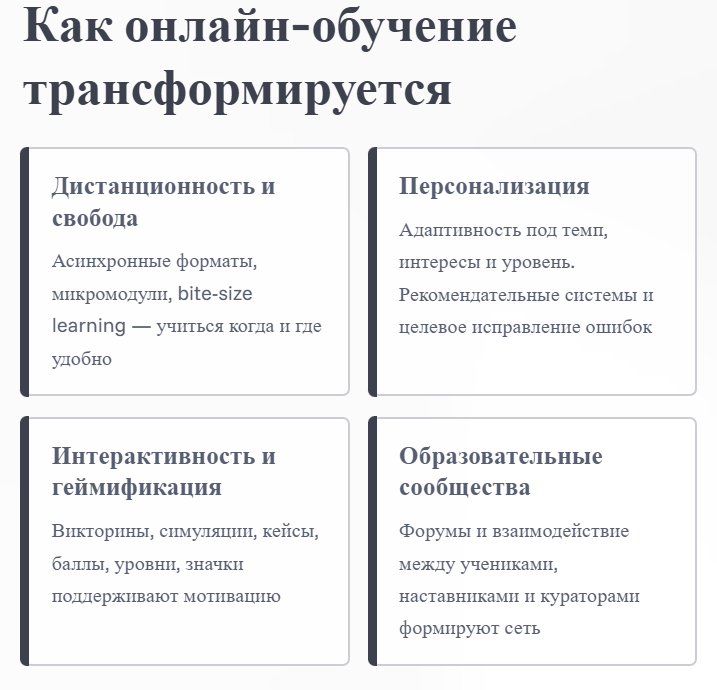 Как онлайн-обучение
трансформируется
Дистанционность и
свобода
Асинхронные форматы,
микромодули, bite-size
learning — учиться когда и где
удобно
Персонализация
Адаптивность под темп,
интересы и уровень.
Рекомендательные системы и
целевое исправление ошибок
Интерактивность и
геймификация
Викторины, симуляции, кейсы,
баллы, уровни, значки
поддерживают мотивацию
Образовательные
сообщества
Форумы и взаимодействие
между учениками,
наставниками и кураторами
формируют сеть